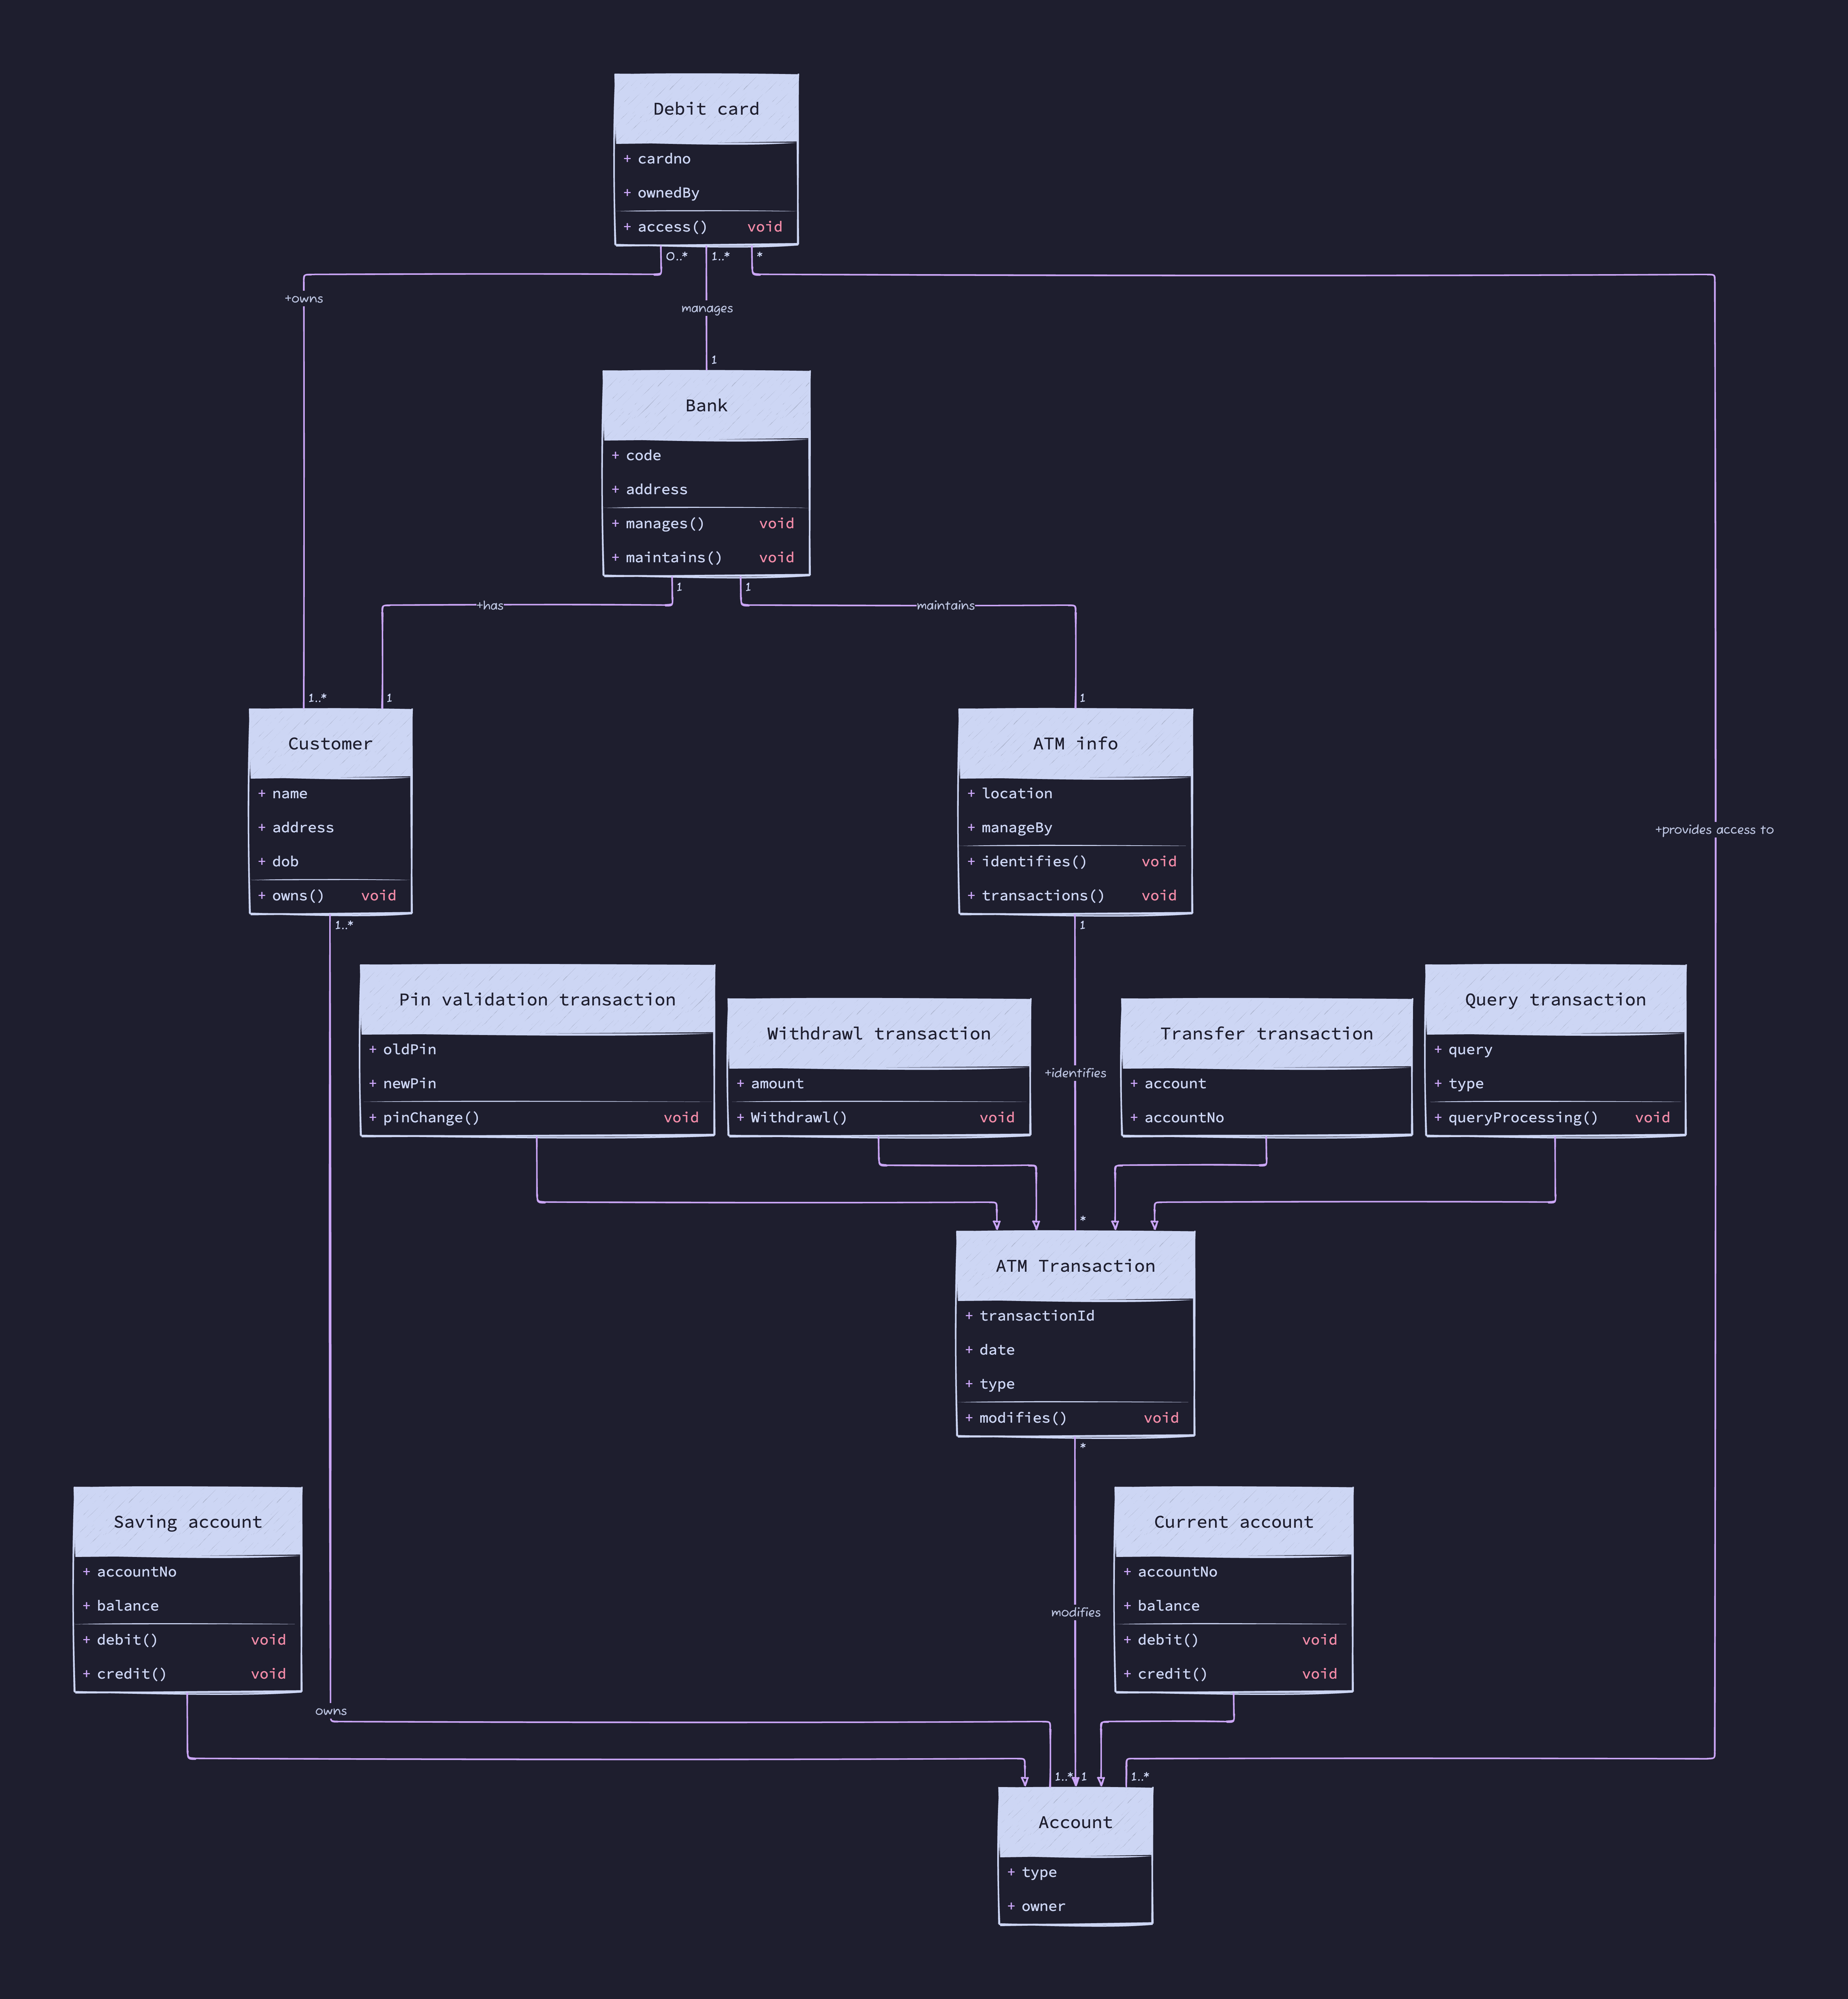 Debit card
+ cardno
+ ownedBy
+ access() void
0..* 1..* *
+owns
manages
1
Bank
+ code
+ address
+ manages() void
+ maintains() void
1 1
+has maintains
1..* 1 1
Customer
+ name
+ address
+ dob
+ owns() void
1..*
ATM info
+ location
+ manageBy
+ identifies() void
+ transactions() void
1
+provides access to
Pin validation transaction
+ oldPin
+ newPin
+ pinChange() void
Withdrawl transaction
+ amount
+ Withdrawl() void
+identifies
Transfer transaction
+ account
+ accountNo
Query transaction
+ query
+ type
+ queryProcessing() void
*
ATM Transaction
+ transactionId
+ date
+ type
+ modifies() void
*
Saving account
+ accountNo
+ balance
+ debit() void
+ credit() void
modifies
Current account
+ accountNo
+ balance
+ debit() void
+ credit() void
owns
1..* 1 1..*
Account
+ type
+ owner